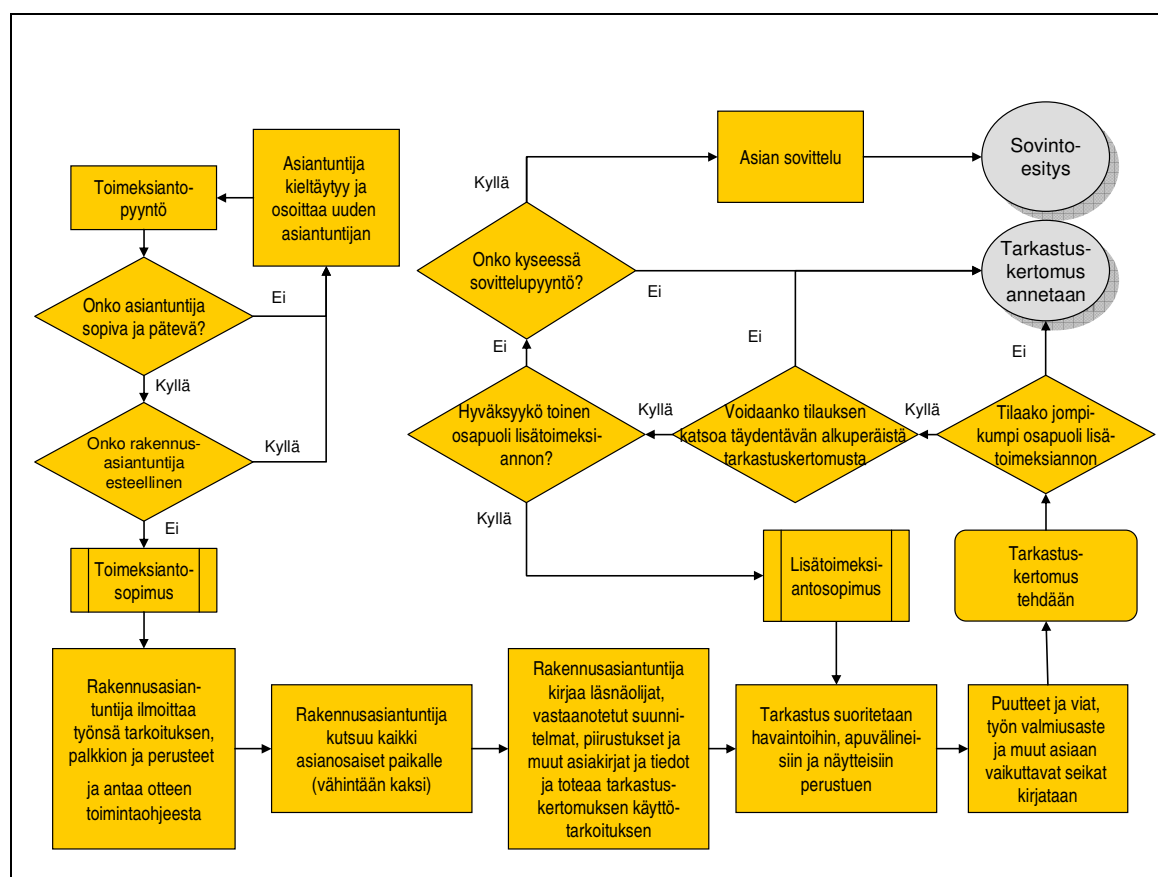 Toimeksianto-
pyyntö
Asiantuntija
kieltäytyy ja
osoittaa uuden
asiantuntijan
Onko asiantuntija
sopiva ja pätevä?
Ei
Kyllä
Onko rakennus-
asiantuntija
esteellinen
Kyllä
Ei
Toimeksianto-
sopimus
Rakennusasian-
tuntija ilmoittaa
työnsä tarkoituksen,
palkkion ja perusteet
ja antaa otteen
toimintaohjeesta
Rakennusasiantuntija
kutsuu kaikki
asianosaiset paikalle
(vähintään kaksi)
Rakennusasiantuntija
kirjaa läsnäolijat,
vastaanotetut suunni-
telmat, piirustukset ja
muut asiakirjat ja tiedot
ja toteaa tarkastus-
kertomuksen käyttö-
tarkoituksen
Tarkastus suoritetaan
havaintoihin, apuvälinei-
siin ja näytteisiin
perustuen
Puutteet ja viat,
työn valmiusaste
ja muut asiaan
vaikuttavat seikat
kirjataan
Tarkastus-
kertomus
tehdään
Tilaako jompi-
kumpi osapuoli lisä-
toimeksiannon
Ei
Kyllä
Voidaanko tilauksen
katsoa täydentävän alkuperäistä
tarkastuskertomusta
Ei
Kyllä
Hyväksyykö toinen
osapuoli lisätoimeksi-
annon?
Ei
Kyllä
Lisätoimeksi-
antosopimus
Onko kyseessä
sovittelupyyntö?
Ei
Kyllä
Asian sovittelu
Sovinto-
esitys
Tarkastus-
kertomus
annetaan